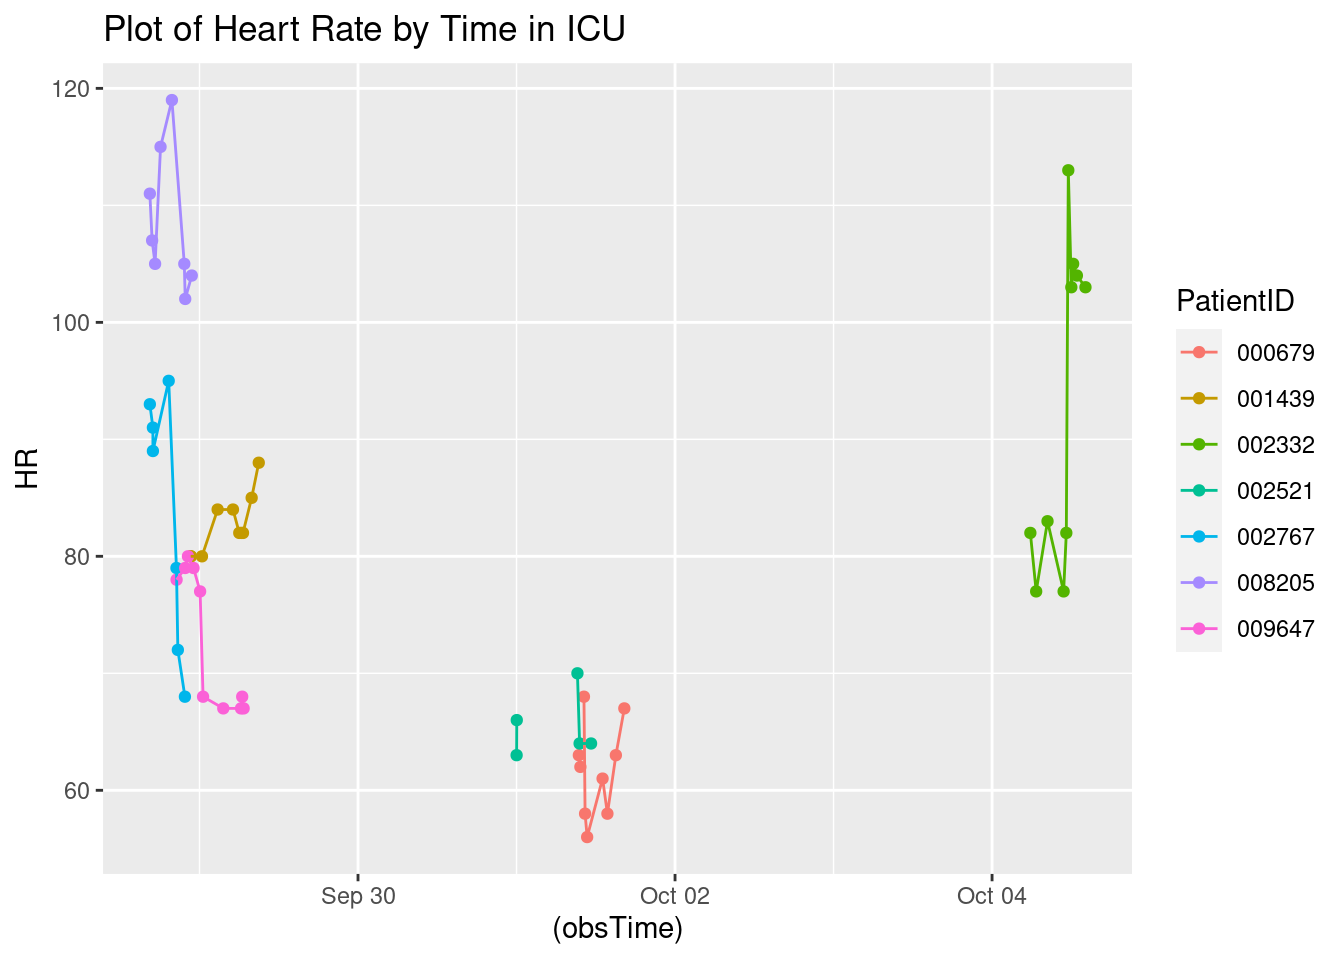 Plot of Heart Rate by Time in ICU
120
100
80
60
HR
Sep 30
Oct 02
Oct 04
(obsTime)
PatientID
000679
001439
002332
002521
002767
008205
009647